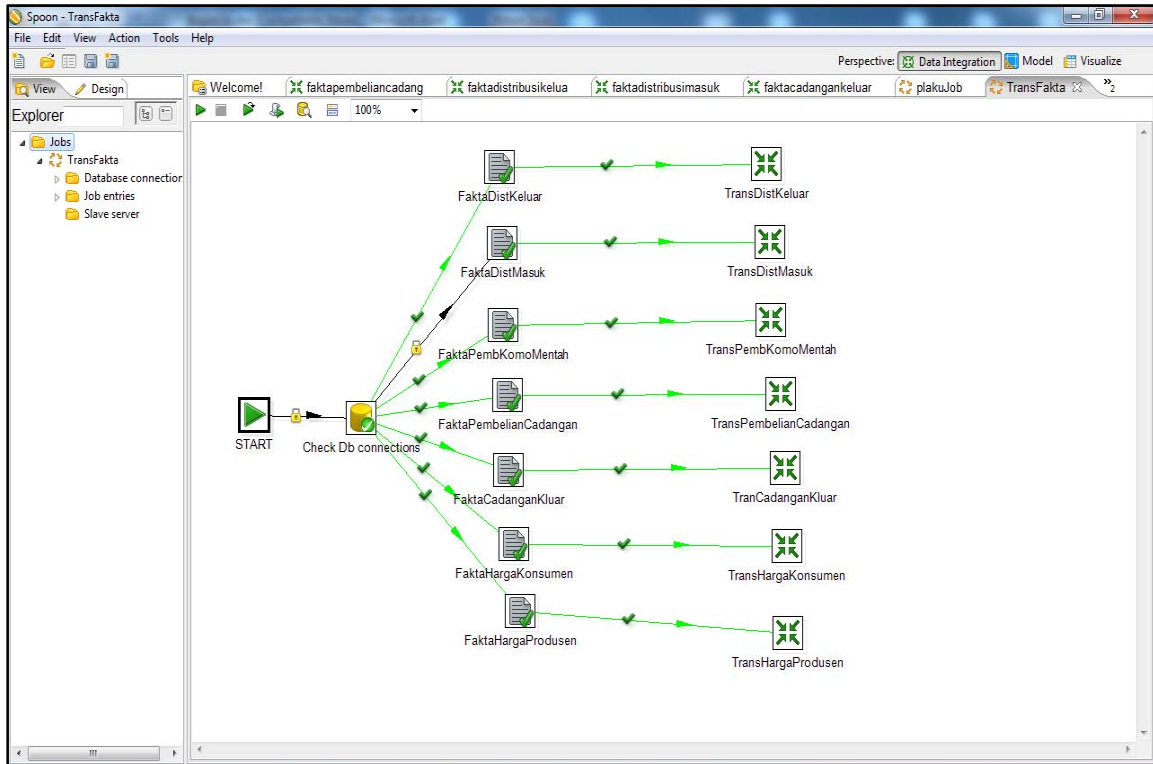 Spoon - TransFakta
File Edit View Action Tools Help
Perspective: Data Integration Model Visualize
View Design
Welcome! faktapembeliancadang faktadistribusikelua faktadistribusimasuk faktacadangankeluar plakuJob TransFakta 2
Explorer
100%
Jobs
TransFakta
Database connection
Job entries
Slave server
FaktaDistKeluar TransDistKeluar
FaktaDistMasuk TransDistMasuk
FaktaPembKomoMentah TransPembKomoMentah
FaktaPembelianCadangan TransPembelianCadangan
START Check Db connections
FaktaCadanganKluar TranCadanganKluar
FaktaHargaKonsumen TransHargaKonsumen
FaktaHargaProdusen TransHargaProdusen